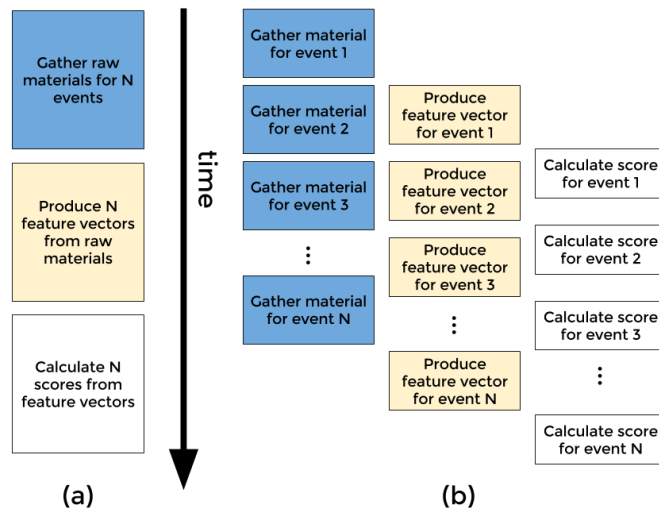 Gather raw
materials for N
events
Produce N
feature vectors
from raw
materials
Calculate N
scores from
feature vectors
(a)
time
Gather material
for event 1
Gather material
for event 2
Gather material
for event 3
...
Gather material
for event N
Produce
feature vector
for event 1
Produce
feature vector
for event 2
Produce
feature vector
for event 3
...
Produce
feature vector
for event N
Calculate score
for event 1
Calculate score
for event 2
Calculate score
for event 3
...
Calculate score
for event N
(b)